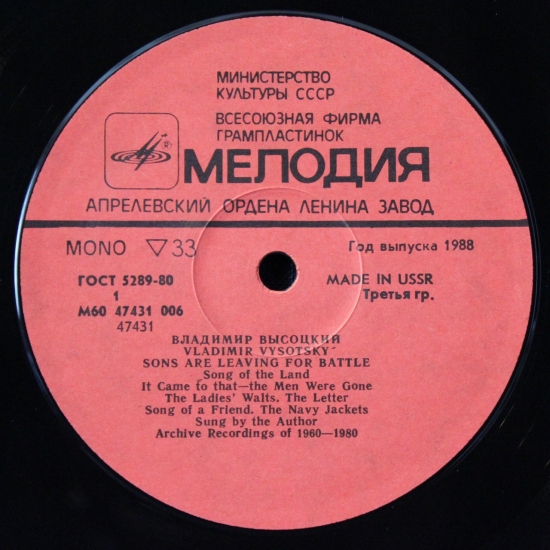 МИНИСТЕРСТВО
КУЛЬТУРЫ СССР
ВСЕСОЮЗНАЯ ФИРМА
ГРАМПЛАСТИНОК
МЕЛОДИЯ
АПРЕЛЕВСКИЙ ОРДЕНА ЛЕНИНА ЗАВОД
MONO ▽33 Год выпуска 1988
ГОСТ 5289-80 MADE IN USSR
1 Третья гр.
М60 47431 006
47431
ВЛАДИМИР ВЫСОЦКИЙ
VLADIMIR VYSOTSKY
SONS ARE LEAVING FOR BATTLE
Song of the Land
It Came to that—the Men Were Gone
The Ladies' Walts. The Letter
Song of a Friend. The Navy Jackets
Sung by the Author
Archive Recordings of 1960—1980